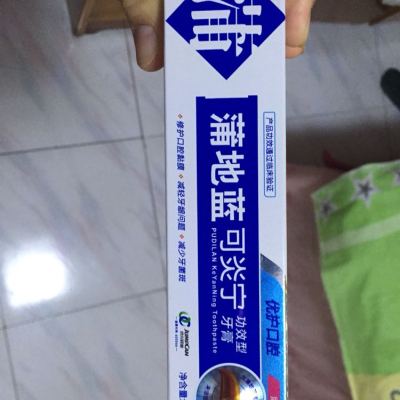 蒲
产品功效通过临床验证
蒲地蓝可炎宁
PUDILAN KeYanNing Toothpaste
功效型
牙膏
·修护口腔黏膜 ·减轻牙龈问题 ·减少牙菌斑
优护口腔
JUMPCAN
净含量